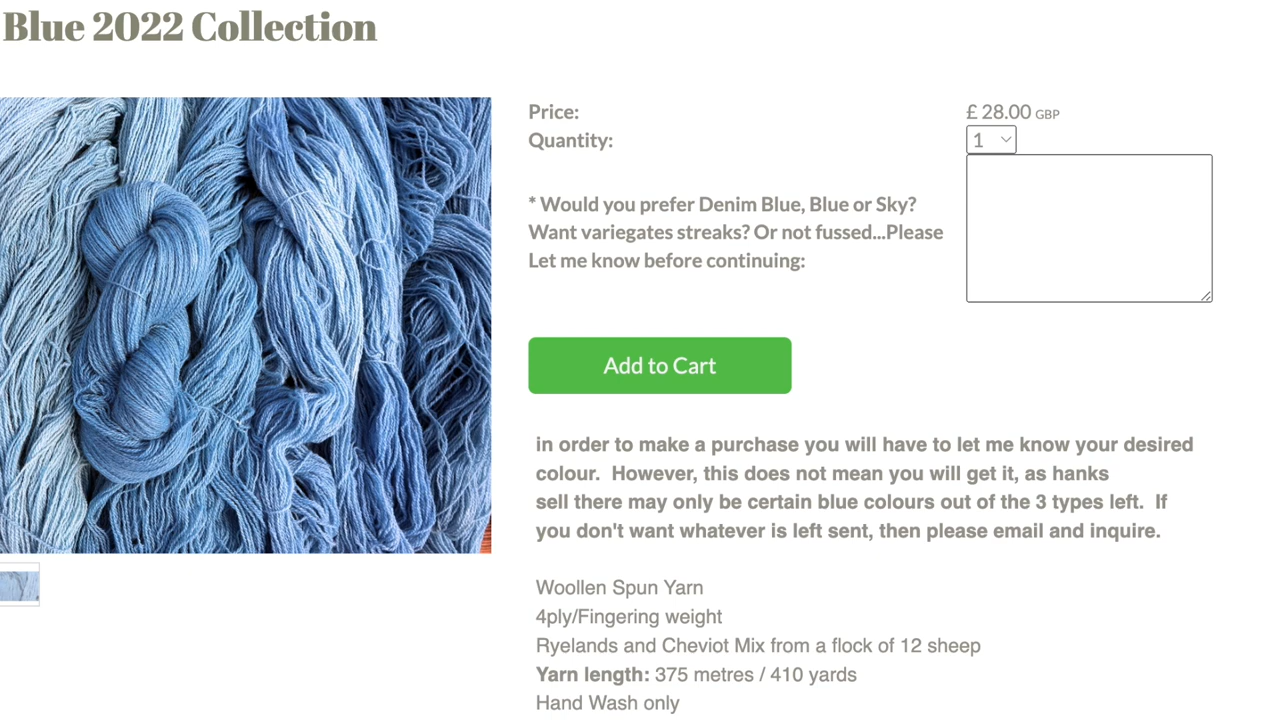 Blue 2022 Collection
Price:
£ 28.00 GBP
Quantity:
1
* Would you prefer Denim Blue, Blue or Sky?
Want variegates streaks? Or not fussed...Please
Let me know before continuing:
Add to Cart
in order to make a purchase you will have to let me know your desired
colour.  However, this does not mean you will get it, as hanks
sell there may only be certain blue colours out of the 3 types left.  If
you don't want whatever is left sent, then please email and inquire.
Woollen Spun Yarn
4ply/Fingering weight
Ryelands and Cheviot Mix from a flock of 12 sheep
Yarn length: 375 metres / 410 yards
Hand Wash only